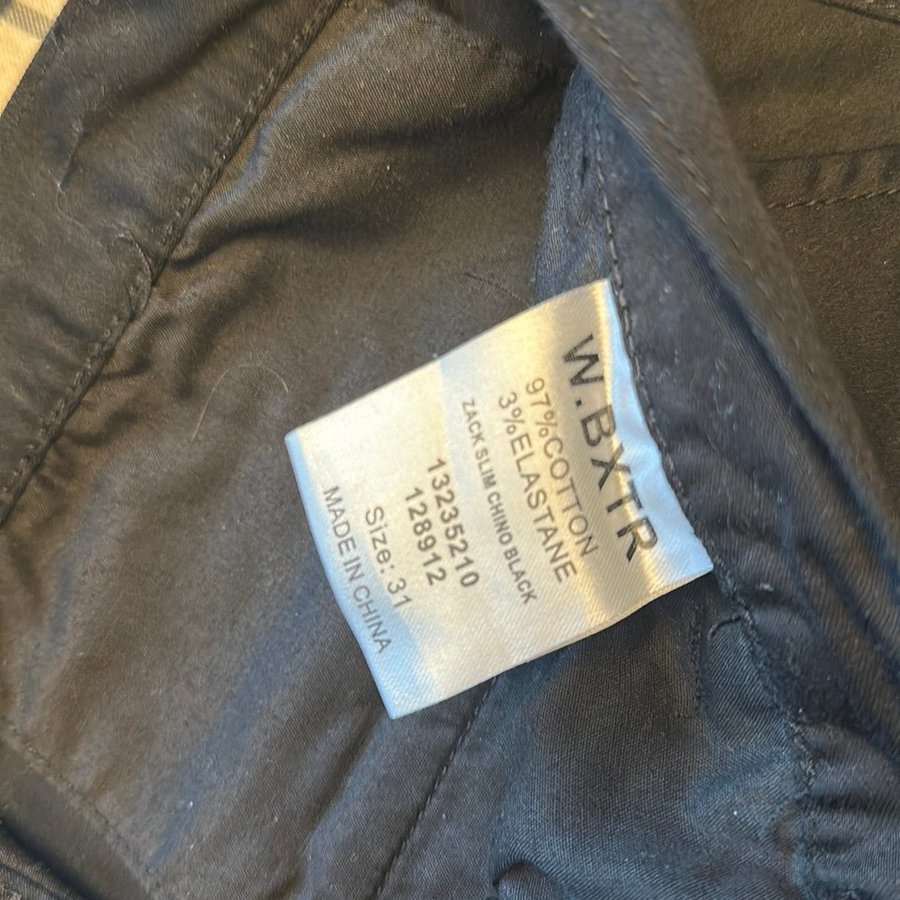 W.BXTR
97%COTTON
3%ELASTANE
ZACK SLIM CHINO BLACK
13235210
128912
Size: 31
MADE IN CHINA